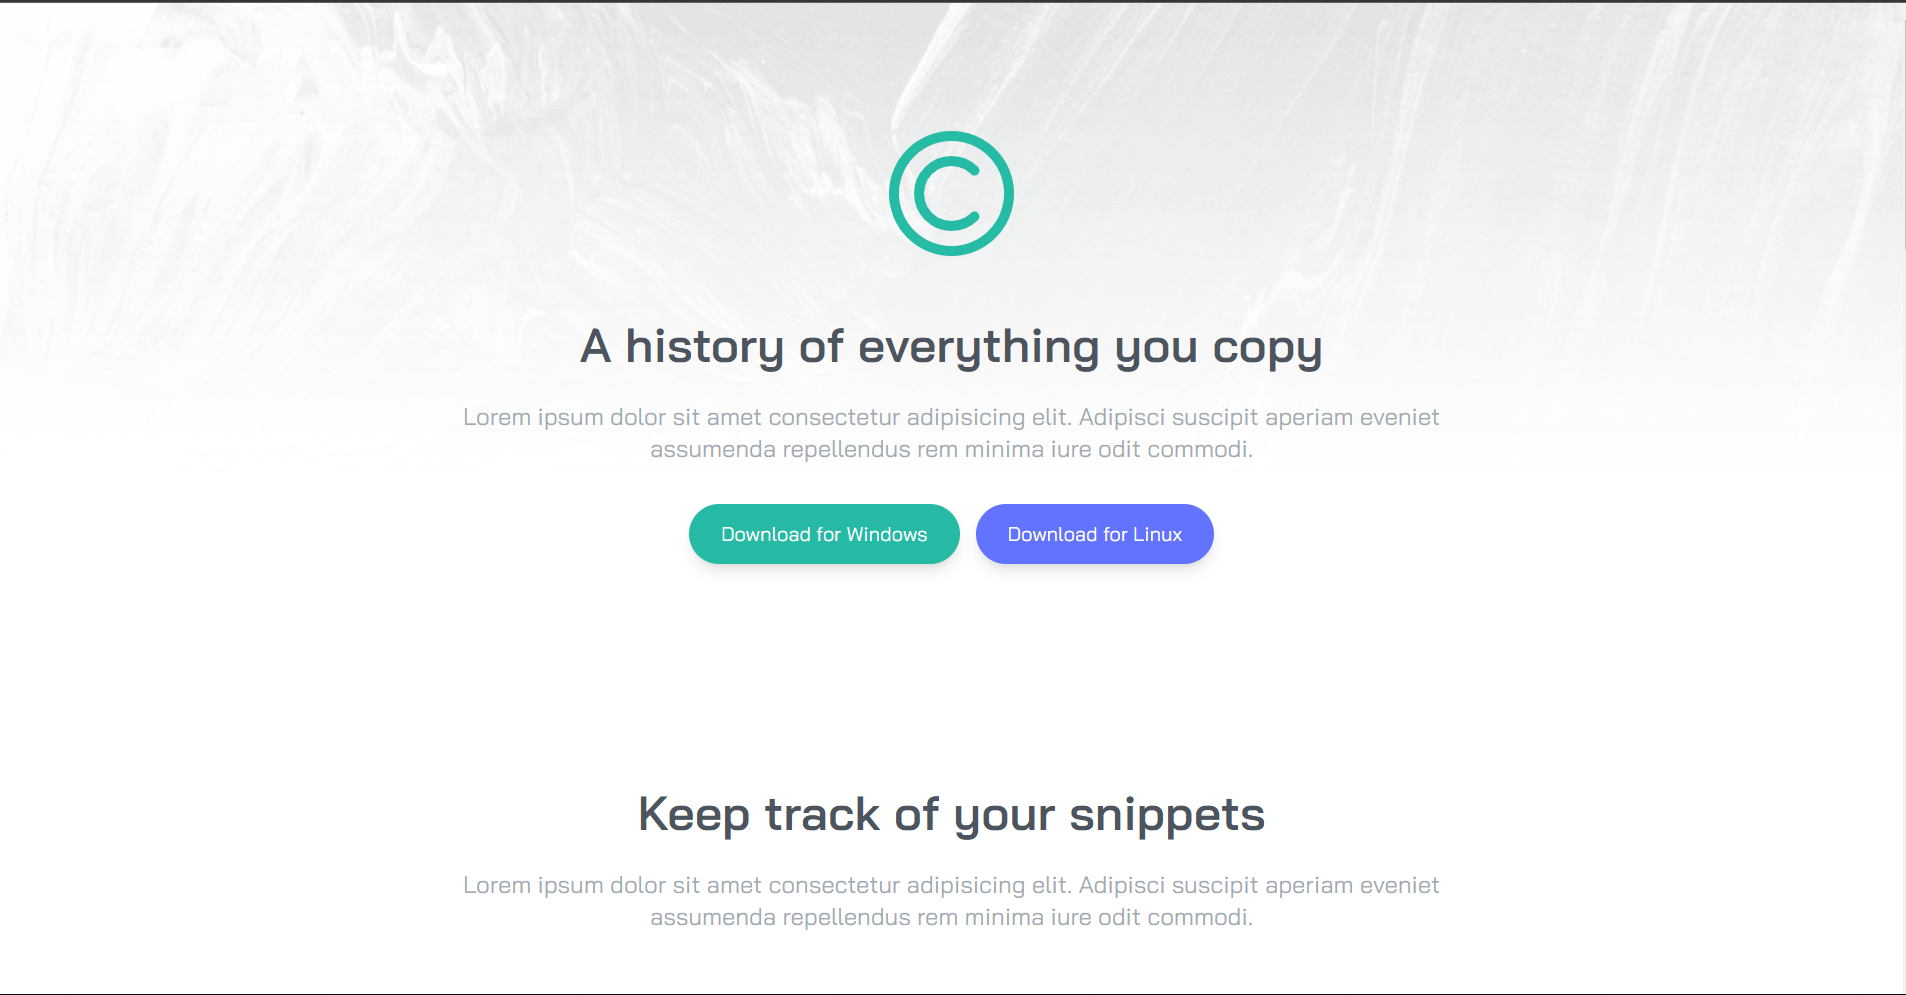 A history of everything you copy
Lorem ipsum dolor sit amet consectetur adipisicing elit. Adipisci suscipit aperiam eveniet
assumenda repellendus rem minima iure odit commodi.
Download for Windows
Download for Linux
Keep track of your snippets
Lorem ipsum dolor sit amet consectetur adipisicing elit. Adipisci suscipit aperiam eveniet
assumenda repellendus rem minima iure odit commodi.